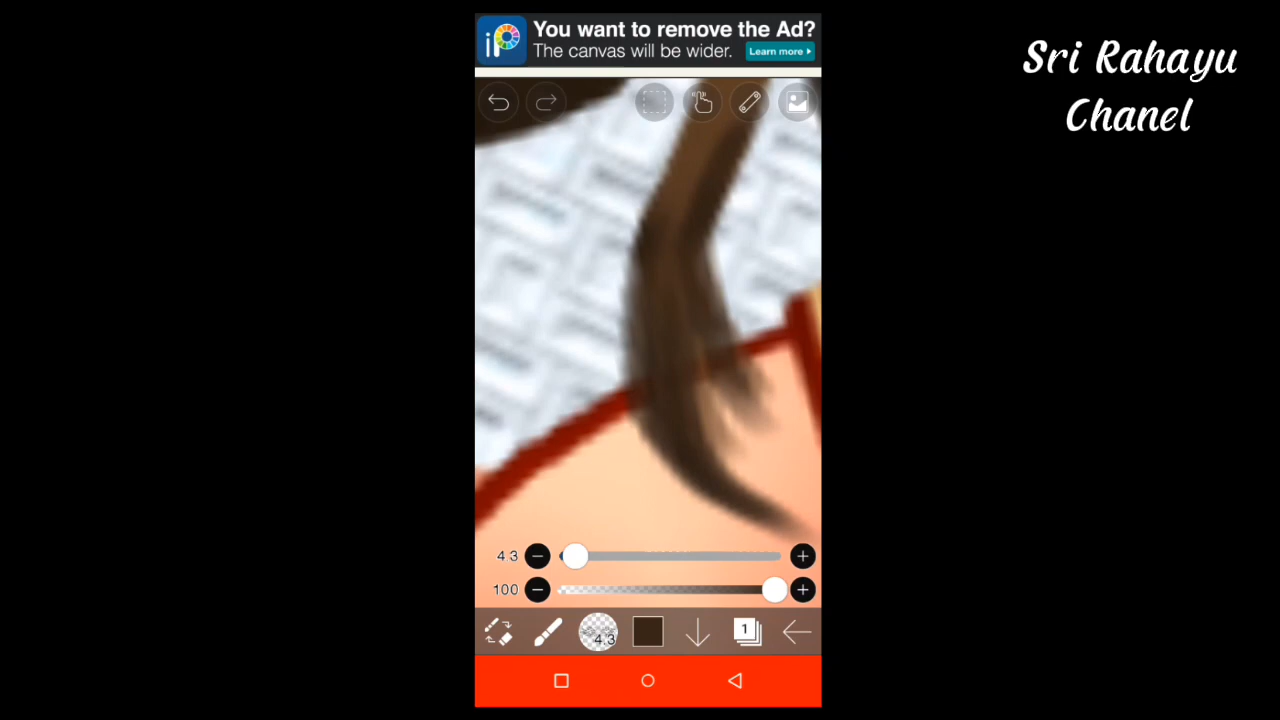 iP
You want to remove the Ad?
The canvas will be wider.
Learn more
Sri Rahayu
Chanel
4.3
100
4.3
1